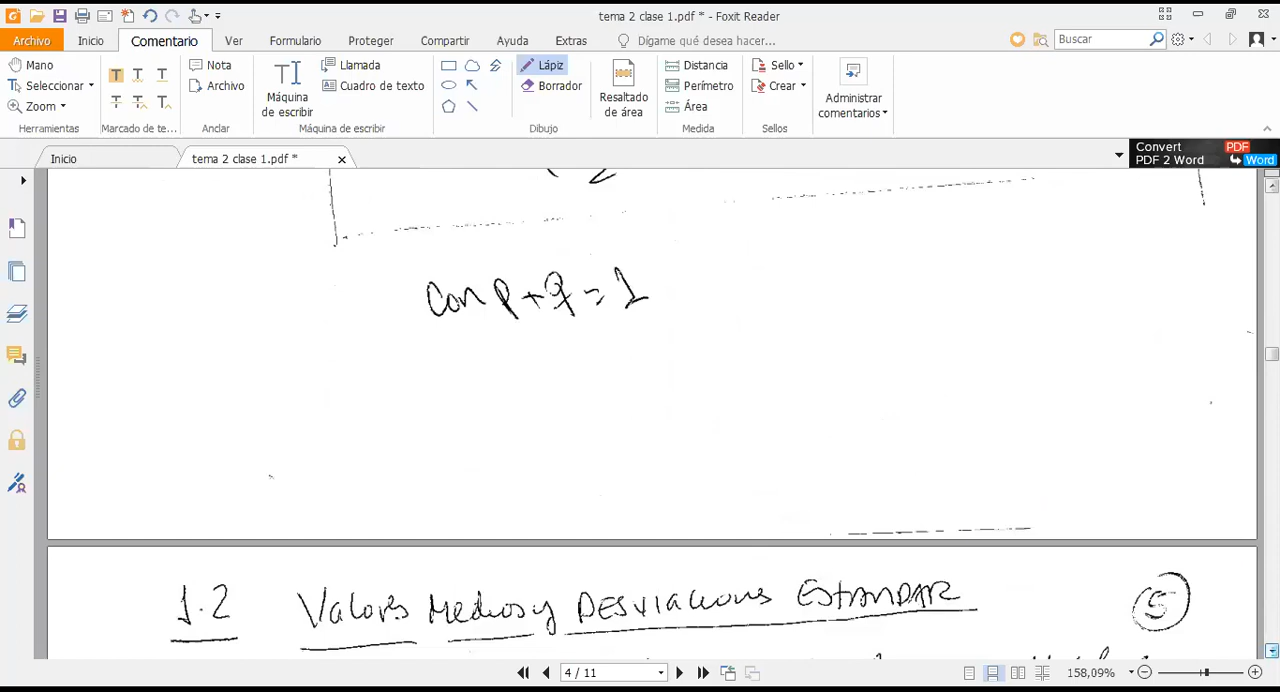 tema 2 clase 1.pdf * - Foxit Reader
Archivo Inicio Comentario Ver Formulario Proteger Compartir Ayuda Extras Dígame qué desea hacer... Buscar
Mano
Seleccionar
Zoom
Herramientas
Marcado de te...
Nota
Archivo
Anclar
Máquina de escribir
Llamada
Cuadro de texto
Máquina de escribir
Lápiz
Borrador
Dibujo
Resaltado de área
Distancia
Perímetro
Área
Medida
Sello
Crear
Sellos
Administrar comentarios
Inicio
tema 2 clase 1.pdf *
Convert PDF
PDF 2 Word Word
Con p+q=1
1.2 Valores Medios y DESVIACIONES ESTANDAR 5
4 / 11
158,09%